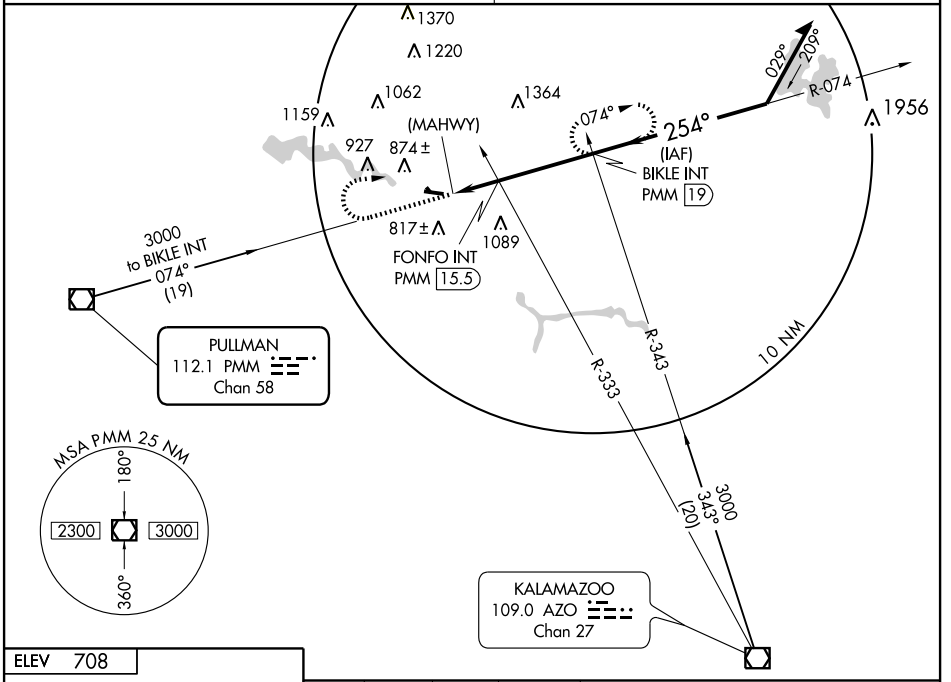 1370
1220
1062
1364
1159
(MAHWY)
927
874±
074°
254°
(IAF)
BIKLE INT
PMM 19
029°
209°
R-074
1956
817±
1089
FONFO INT
PMM 15.5
3000
to BIKLE INT
074°
(19)
PULLMAN
112.1 PMM
Chan 58
R-333
R-343
10 NM
MSA PMM 25 NM
180°
2300
3000
360°
3000
343°
(20)
KALAMAZOO
109.0 AZO
Chan 27
ELEV 708